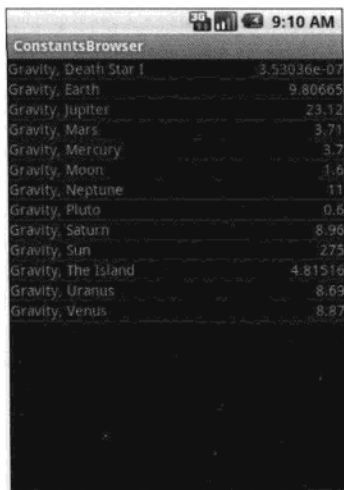 3G 9:10 AM
ConstantsBrowser
Gravity, Death Star I 3.53036e-07
Gravity, Earth 9.80665
Gravity, Jupiter 23.12
Gravity, Mars 3.71
Gravity, Mercury 3.7
Gravity, Moon 1.6
Gravity, Neptune 11
Gravity, Pluto 0.6
Gravity, Saturn 8.96
Gravity, Sun 275
Gravity, The Island 4.81516
Gravity, Uranus 8.69
Gravity, Venus 8.87